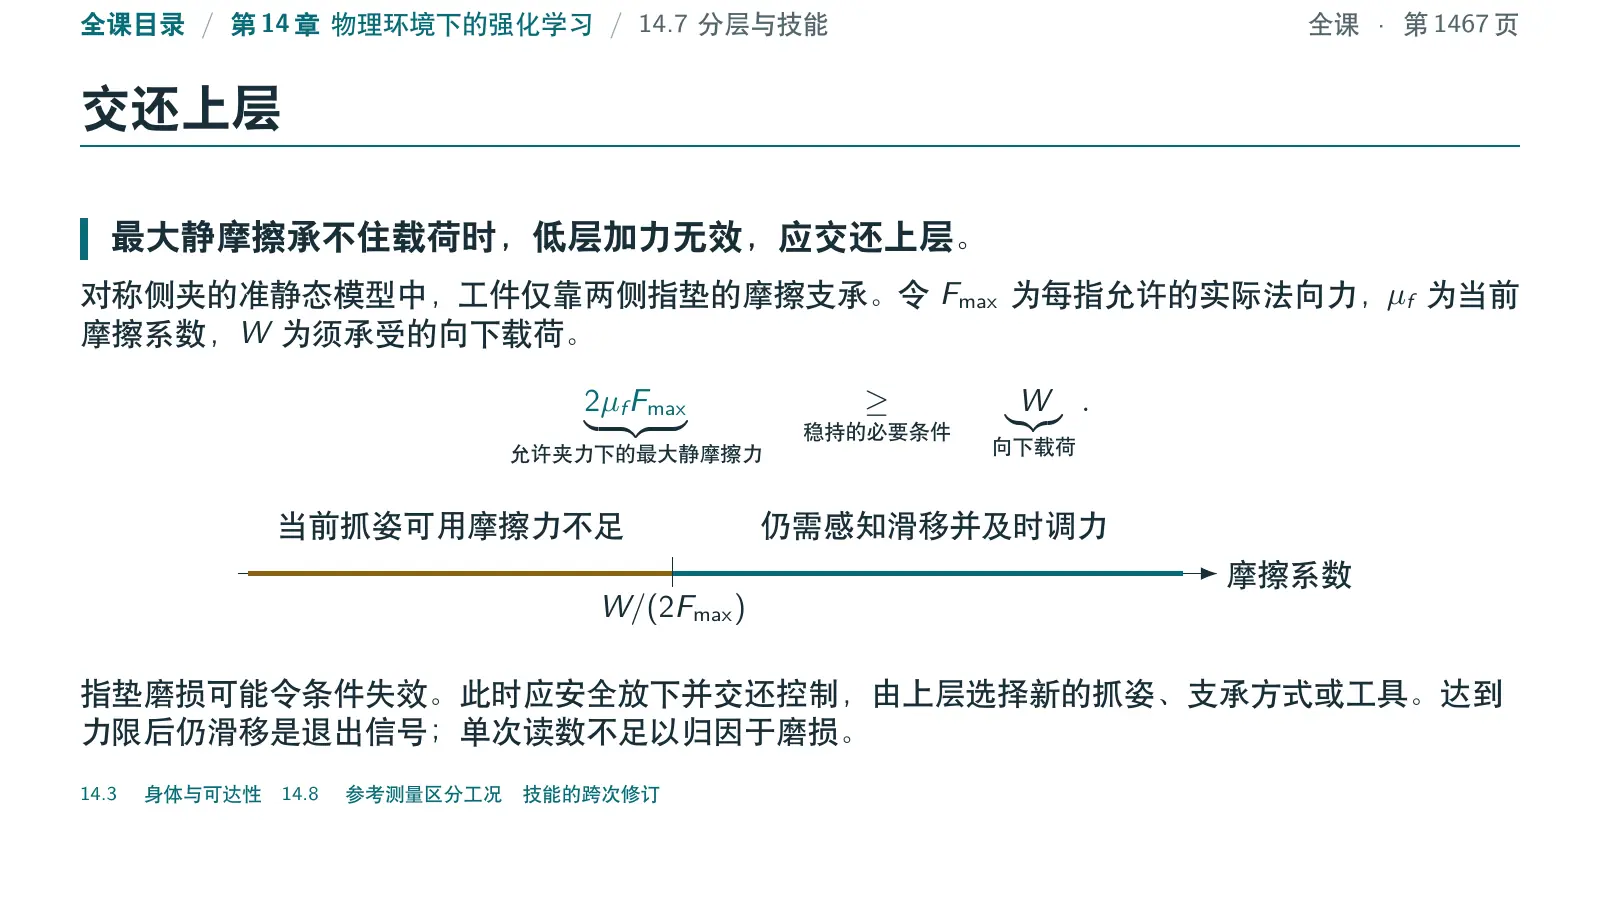 全课目录 / 第 14 章 物理环境下的强化学习 / 14.7 分层与技能
全课 · 第 1467 页
交还上层
最大静摩擦承不住载荷时，低层加力无效，应交还上层。
对称侧夹的准静态模型中，工件仅靠两侧指垫的摩擦支承。令 F_max 为每指允许的实际法向力，μ_f 为当前
摩擦系数，W 为须承受的向下载荷。
2μ_f F_max ≥ W .
允许夹力下的最大静摩擦力 稳持的必要条件 向下载荷
当前抓姿可用摩擦力不足 仍需感知滑移并及时调力
摩擦系数
W/(2F_max)
指垫磨损可能令条件失效。此时应安全放下并交还控制，由上层选择新的抓姿、支承方式或工具。达到
力限后仍滑移是退出信号；单次读数不足以归因于磨损。
14.3 身体与可达性 14.8 参考测量区分工况 技能的跨次修订